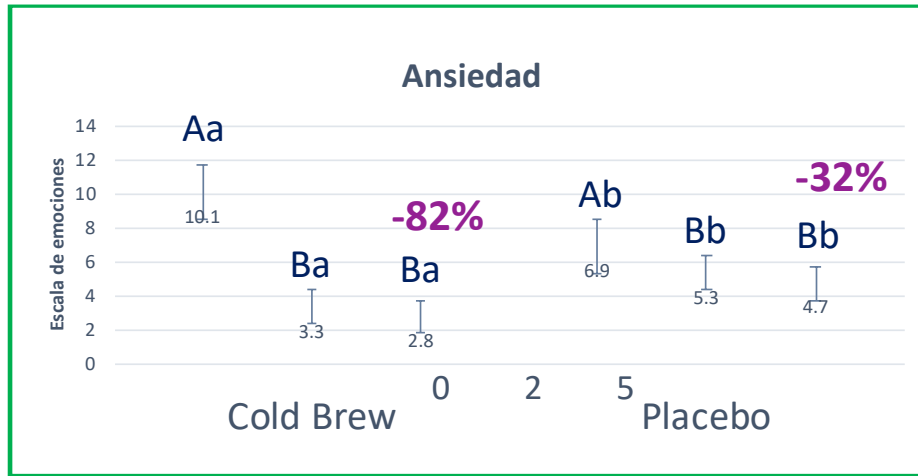 Ansiedad
Escala de emociones
14
12
10
8
6
4
2
0
Aa
10.1
Ba
3.3
-82%
Ba
2.8
Ab
6.9
Bb
5.3
-32%
Bb
4.7
0 2 5
Cold Brew Placebo